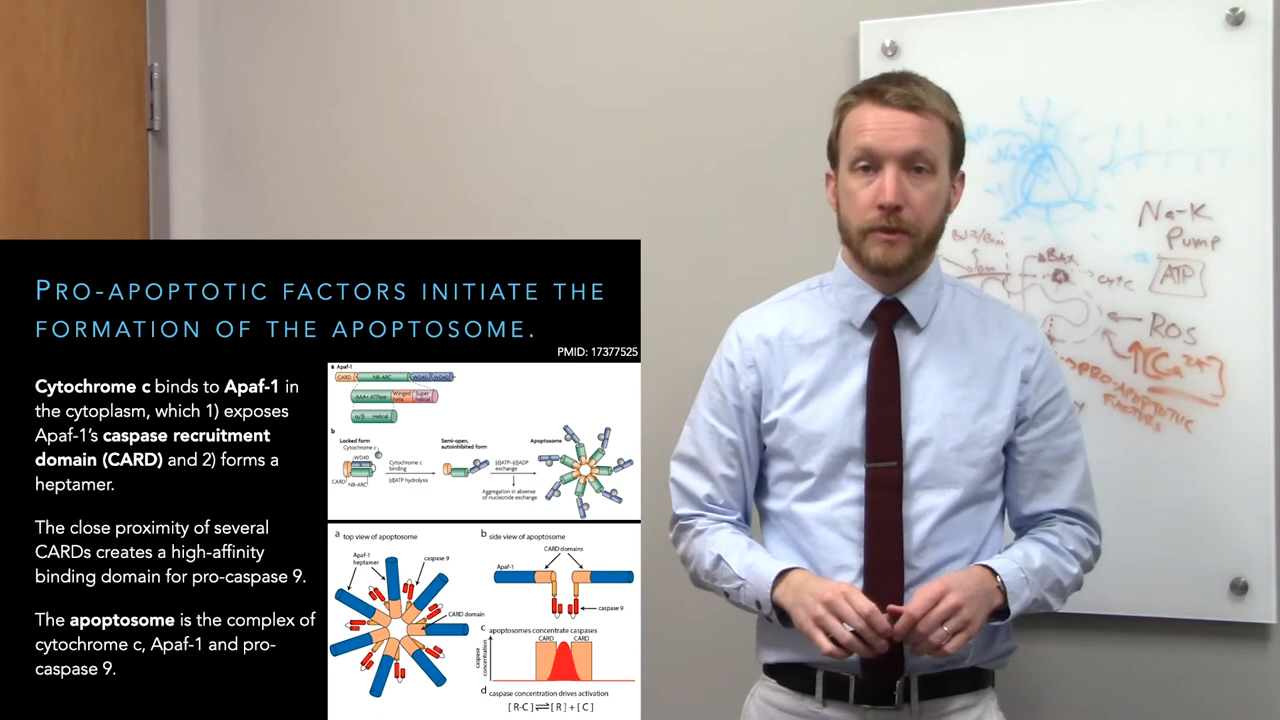 PRO-APOPTOTIC FACTORS INITIATE THE
FORMATION OF THE APOPTOSOME.
PMID: 17377525
Cytochrome c binds to Apaf-1 in
the cytoplasm, which 1) exposes
Apaf-1's caspase recruitment
domain (CARD) and 2) forms a
heptamer.
The close proximity of several
CARDs creates a high-affinity
binding domain for pro-caspase 9.
The apoptosome is the complex of
cytochrome c, Apaf-1 and pro-
caspase 9.
a Apaf-1
CARD NB-ARC WD40 WD40
AAA+ ATPase Winged helix Super helical
α/β Helical
b
Locked form
Cytochrome c
WD40
CARD
NB-ARC
Cytochrome c
binding
[d]ATP hydrolysis
Semi-open,
autoinhibited form
[d]ATP-[d]ADP
exchange
Aggregation in absense
of nucleotide exchange
Apoptosome
a top view of apoptosome
Apaf-1
heptamer
caspase 9
CARD domain
b side view of apoptosome
CARD domains
Apaf-1
caspase 9
c apoptosomes concentrate caspases
CARD CARD
caspase
concentration
d caspase concentration drives activation
[R-C]⇌[R]+[C]
Na-K
Pump
ATP
BAX
cytc
ROS
↑[Ca2+]
PRO-APOPTOTIC
FACTORS